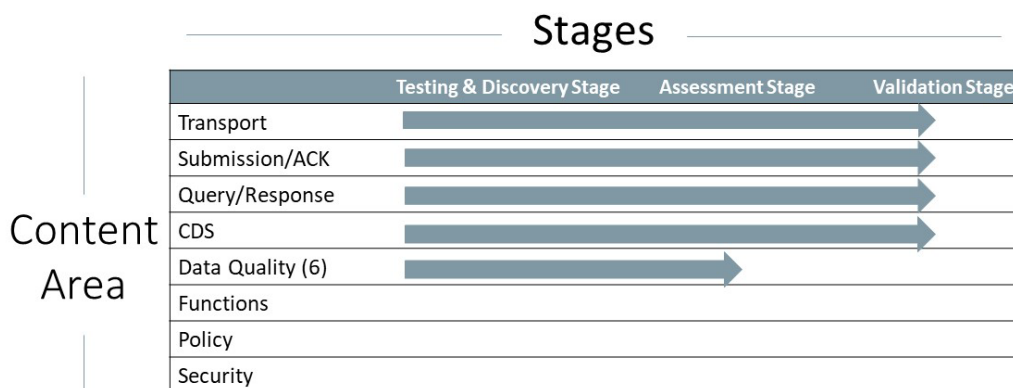 Stages
Testing & Discovery Stage Assessment Stage Validation Stage
Transport
Submission/ACK
Query/Response
Content
Area
CDS
Data Quality (6)
Functions
Policy
Security